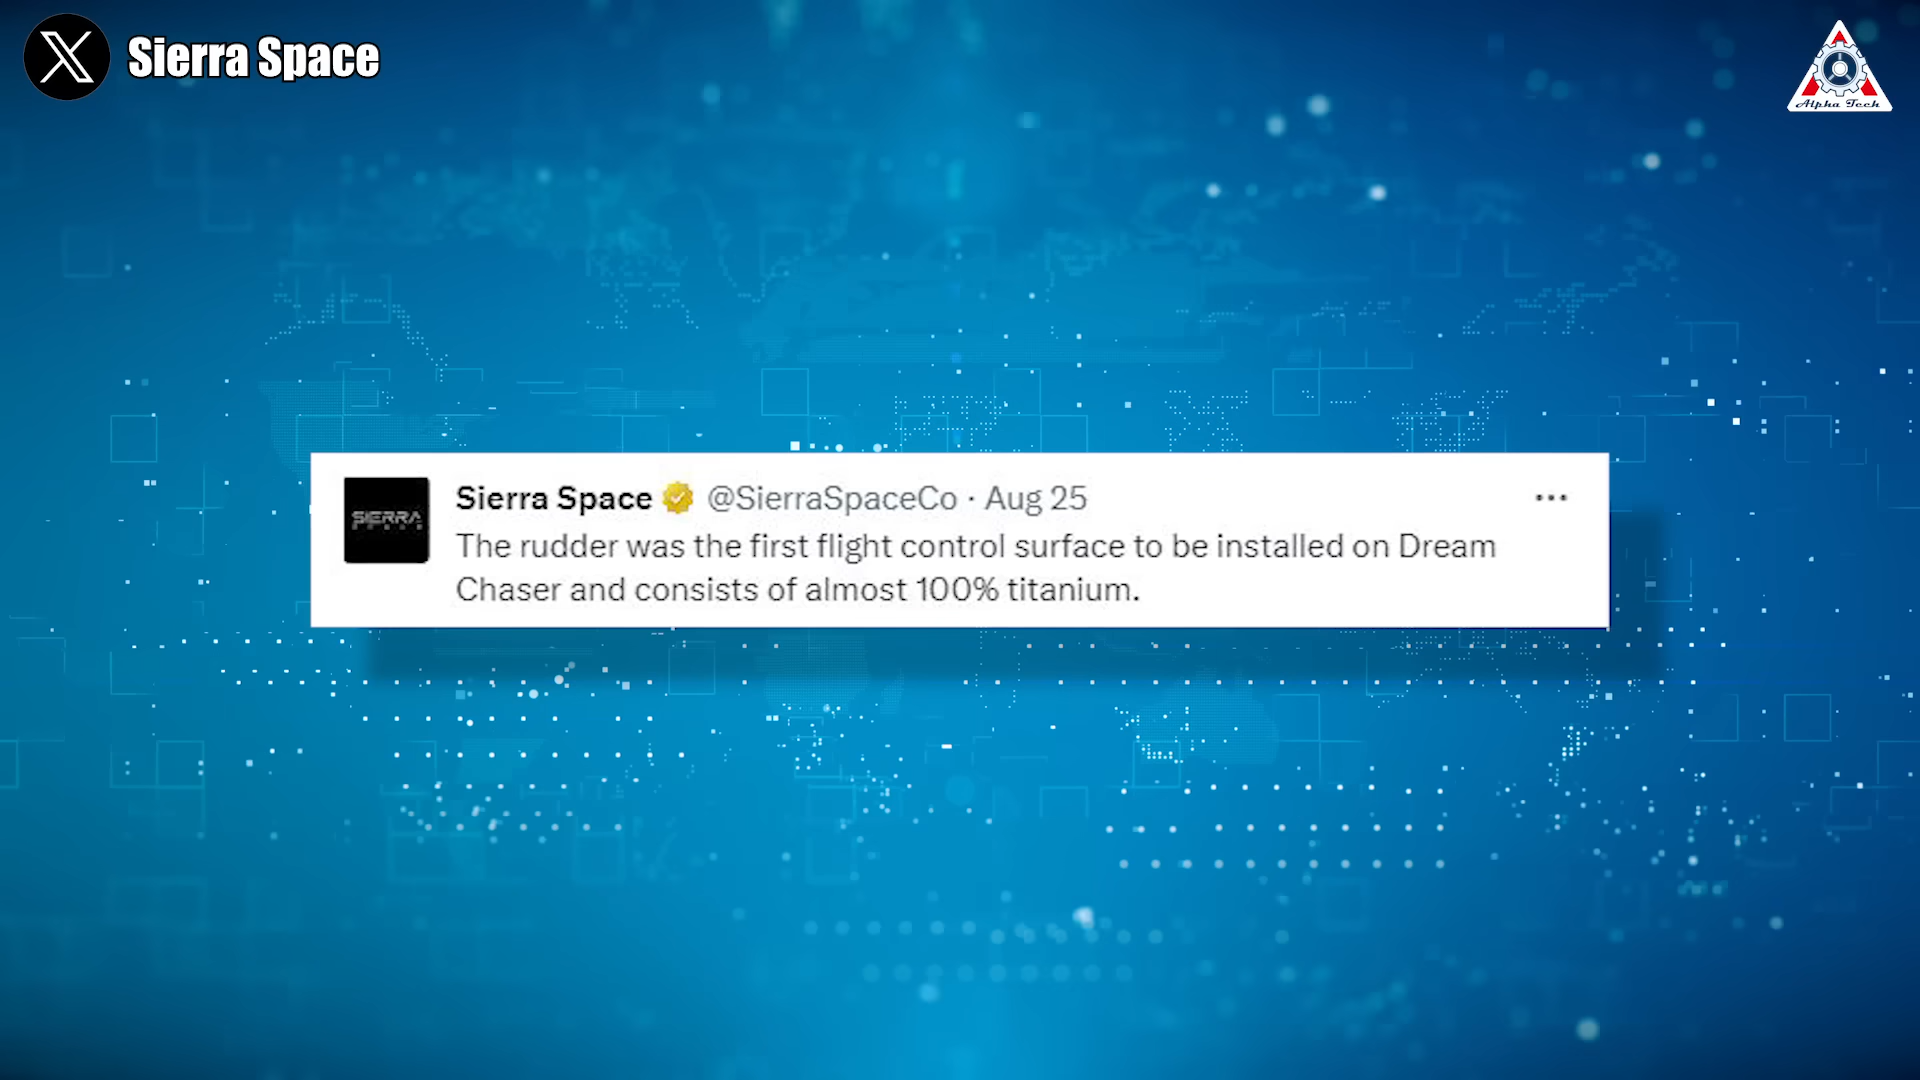 Sierra Space
Alpha Tech
SIERRA
SPACE
Sierra Space @SierraSpaceCo · Aug 25
The rudder was the first flight control surface to be installed on Dream
Chaser and consists of almost 100% titanium.